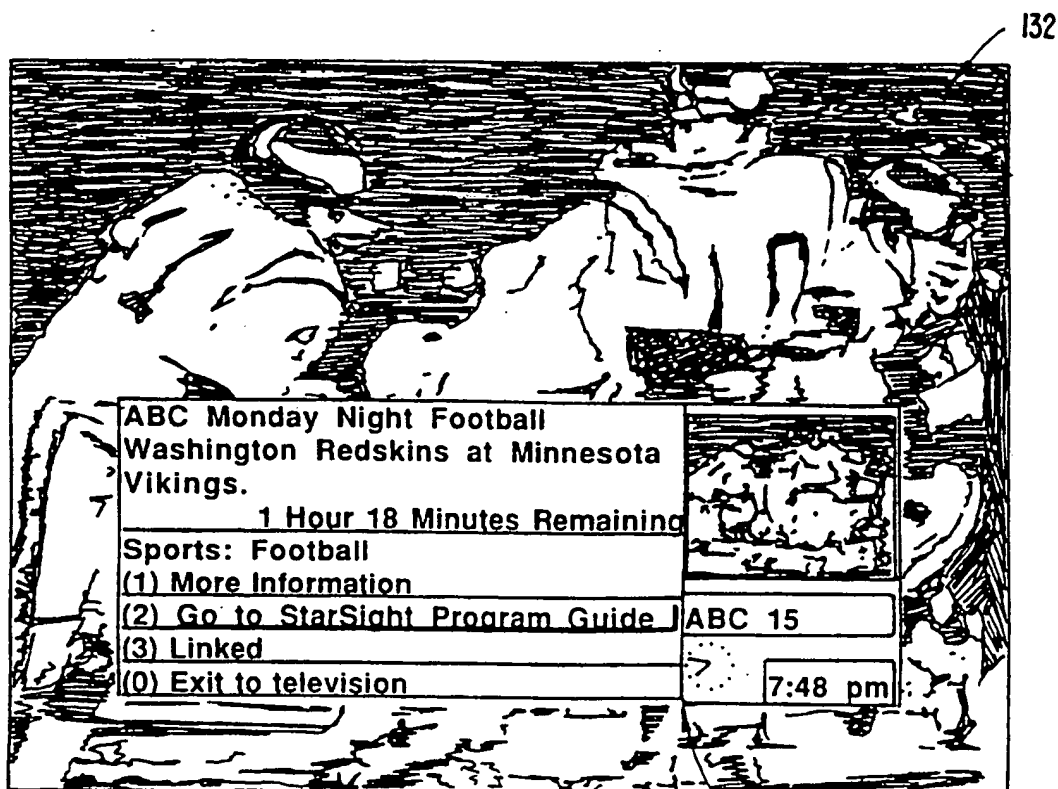 132
ABC Monday Night Football
Washington Redskins at Minnesota
Vikings.
1 Hour 18 Minutes Remaining
Sports: Football
(1) More Information
(2) Go to StarSight Program Guide
ABC 15
(3) Linked
(0) Exit to television
7:48 pm